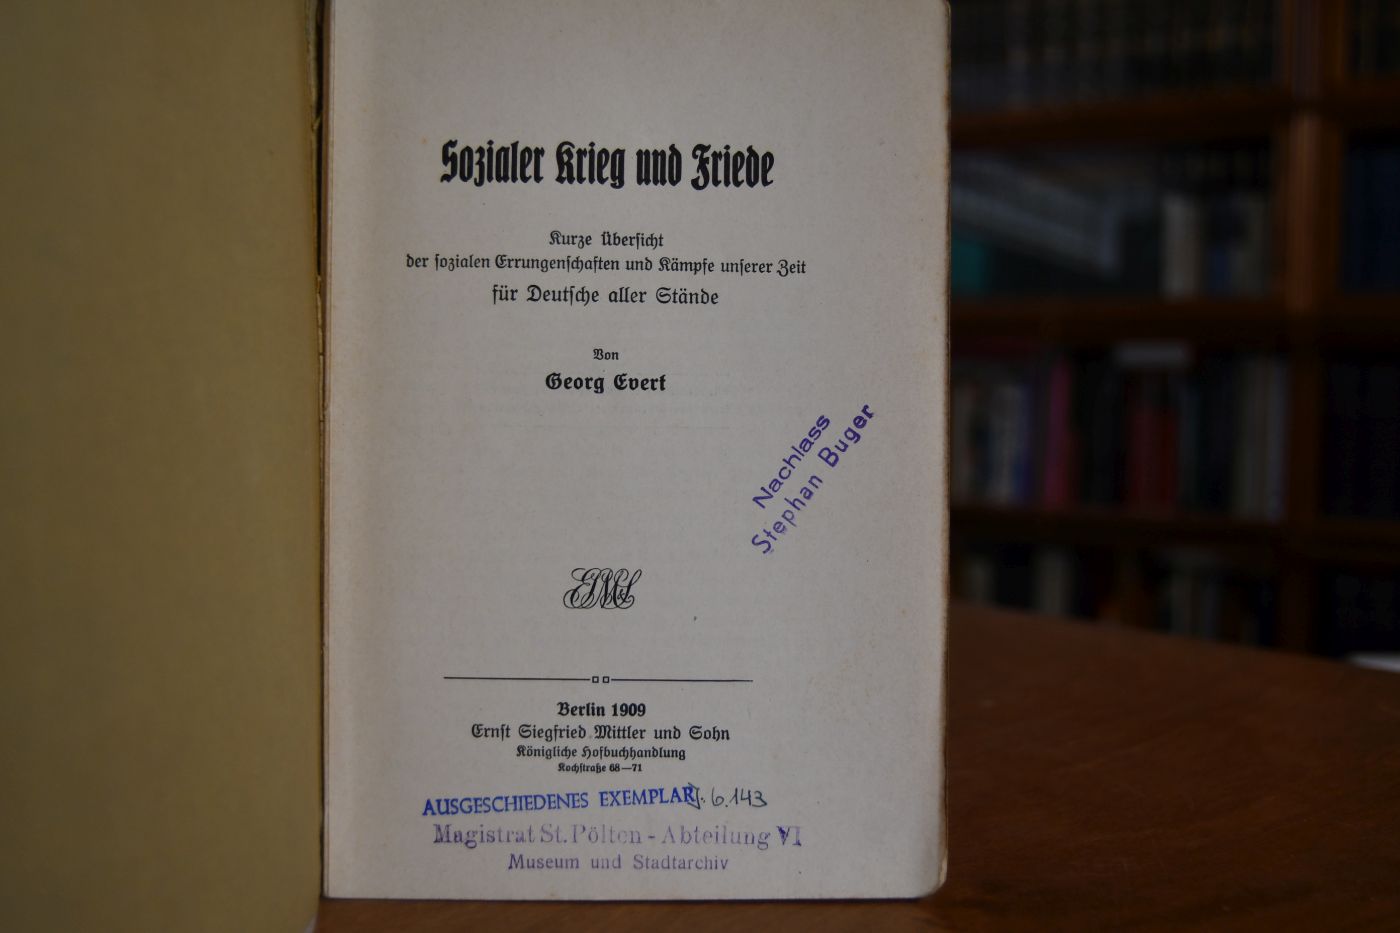 Sozialer Krieg und Friede
Kurze Übersicht
der sozialen Errungenschaften und Kämpfe unserer Zeit
für Deutsche aller Stände
Von
Georg Evert
Nachlass
Stephan Buger
ESM&S
Berlin 1909
Ernst Siegfried Mittler und Sohn
Königliche Hofbuchhandlung
Kochstraße 68—71
AUSGESCHIEDENES EXEMPLAR J. 6.143
Magistrat St. Pölten - Abteilung VI
Museum und Stadtarchiv